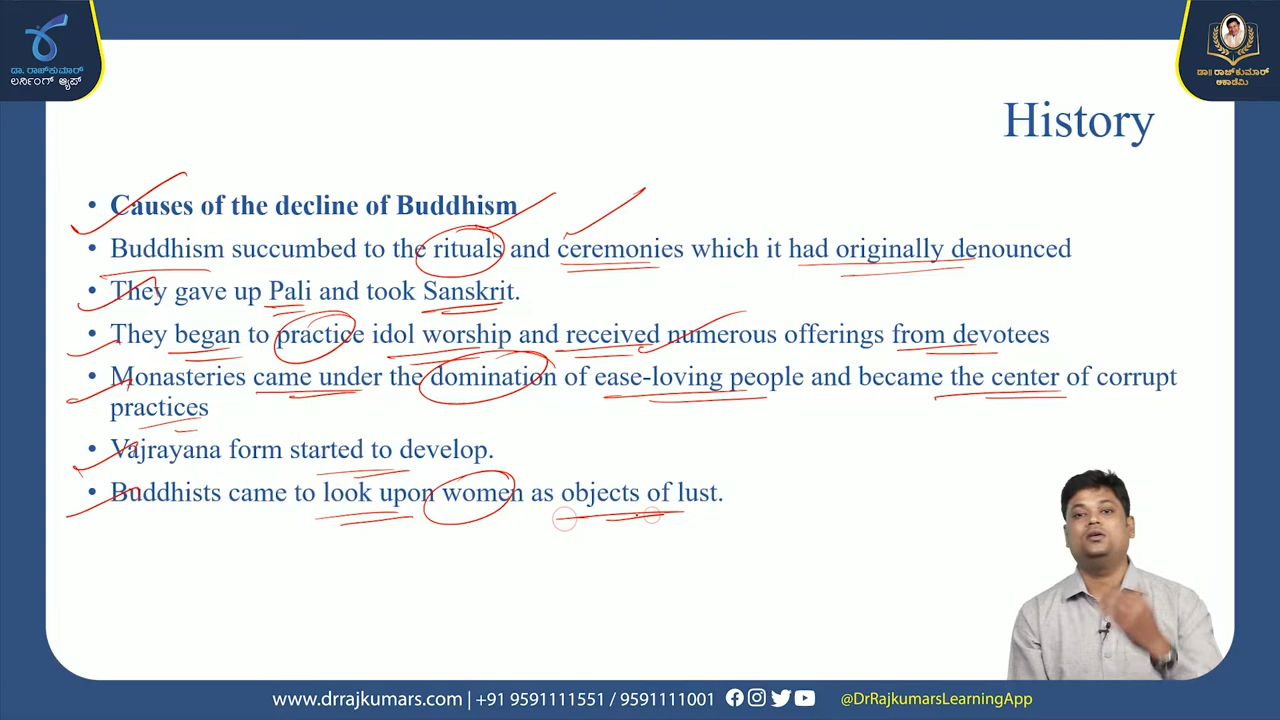 ಡಾ. ರಾಜ್‌ಕುಮಾರ್
ಲರ್ನಿಂಗ್ ಆ್ಯಪ್
ಡಾ|| ರಾಜ್‌ಕುಮಾರ್
ಅಕಾಡೆಮಿ
History
• Causes of the decline of Buddhism
• Buddhism succumbed to the rituals and ceremonies which it had originally denounced
• They gave up Pali and took Sanskrit.
• They began to practice idol worship and received numerous offerings from devotees
• Monasteries came under the domination of ease-loving people and became the center of corrupt
practices
• Vajrayana form started to develop.
• Buddhists came to look upon women as objects of lust.
www.drrajkumars.com | +91 9591111551 / 9591111001 @DrRajkumarsLearningApp